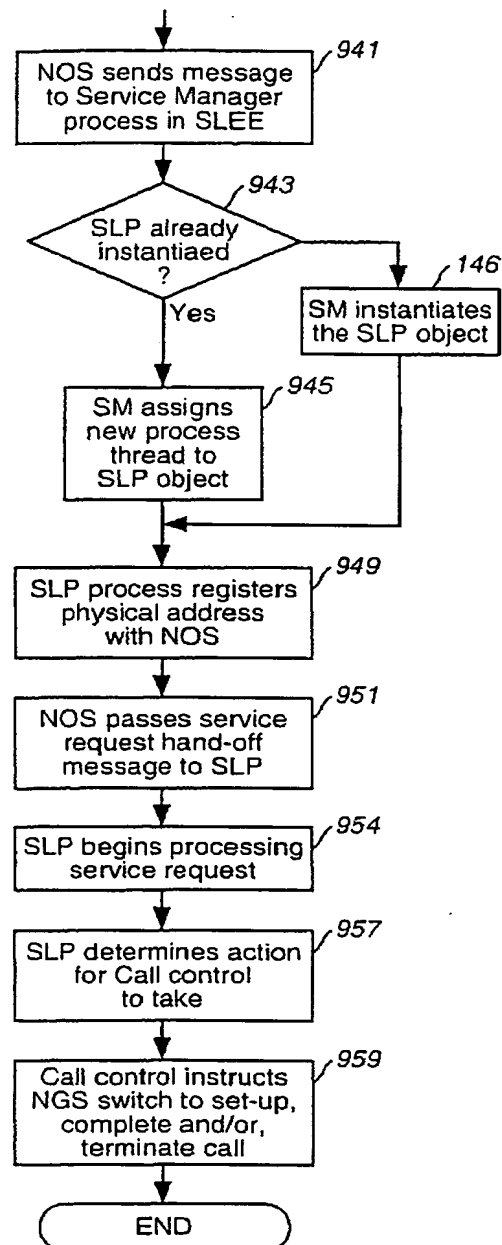 941
NOS sends message
to Service Manager
process in SLEE
943
SLP already
instantiaed
?
Yes
146
SM instantiates
the SLP object
945
SM assigns
new process
thread to
SLP object
949
SLP process registers
physical address
with NOS
951
NOS passes service
request hand-off
message to SLP
954
SLP begins processing
service request
957
SLP determines action
for Call control
to take
959
Call control instructs
NGS switch to set-up,
complete and/or,
terminate call
END